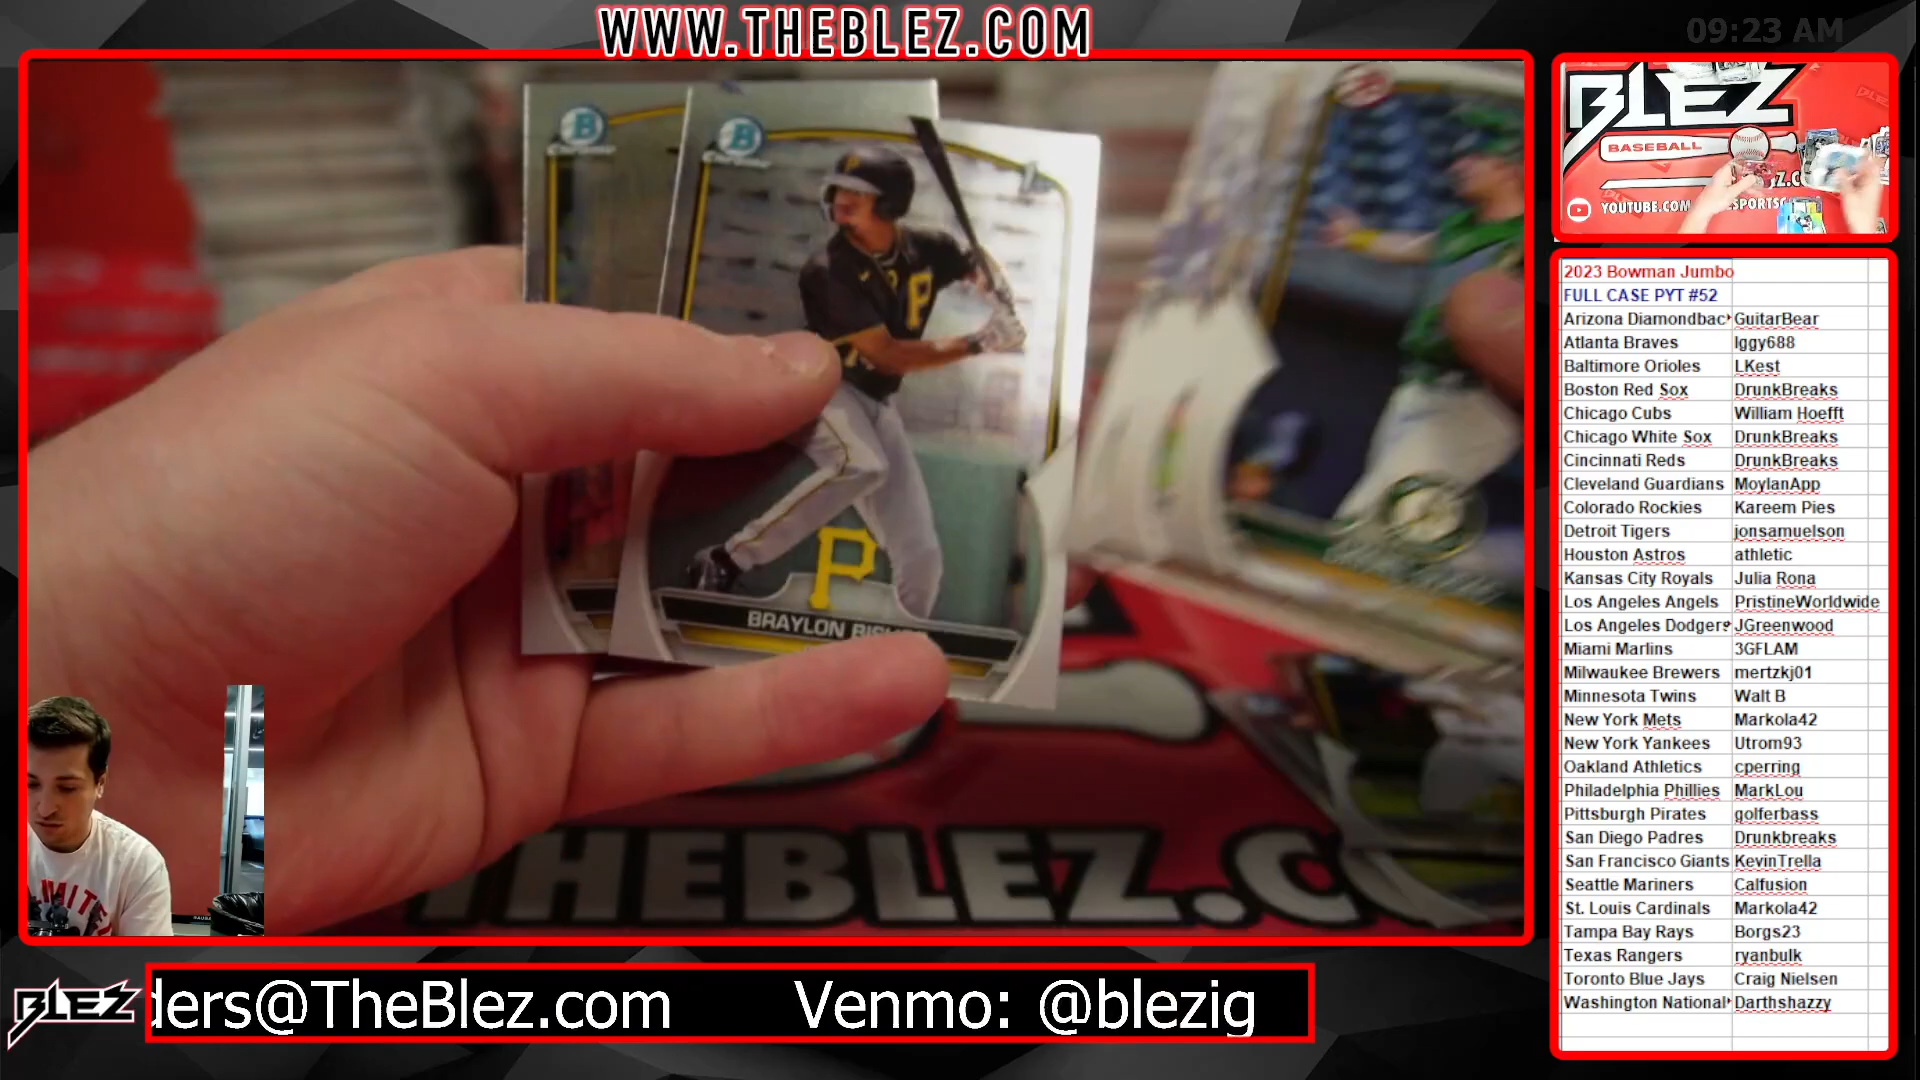 WWW.THEBLEZ.COM
09:23 AM
BLEZ
BASEBALL
YOUTUBE.COM
B
Chrome
B
Chrome
P
P
P
BRAYLON
THEBLEZ.C
2023 Bowman Jumbo
FULL CASE PYT #52
Arizona Diamondbac GuitarBear
Atlanta Braves Iggy688
Baltimore Orioles LKest
Boston Red Sox DrunkBreaks
Chicago Cubs William Hoefft
Chicago White Sox DrunkBreaks
Cincinnati Reds DrunkBreaks
Cleveland Guardians MoylanApp
Colorado Rockies Kareem Pies
Detroit Tigers jonsamuelson
Houston Astros athletic
Kansas City Royals Julia Rona
Los Angeles Angels PristineWorldwide
Los Angeles Dodgers JGreenwood
Miami Marlins 3GFLAM
Milwaukee Brewers mertzkj01
Minnesota Twins Walt B
New York Mets Markola42
New York Yankees Utrom93
Oakland Athletics cperring
Philadelphia Phillies MarkLou
Pittsburgh Pirates golferbass
San Diego Padres Drunkbreaks
San Francisco Giants KevinTrella
Seattle Mariners Calfusion
St. Louis Cardinals Markola42
Tampa Bay Rays Borgs23
Texas Rangers ryanbulk
Toronto Blue Jays Craig Nielsen
Washington National Darthshazzy
BLEZ
ders@TheBlez.com Venmo: @blezig